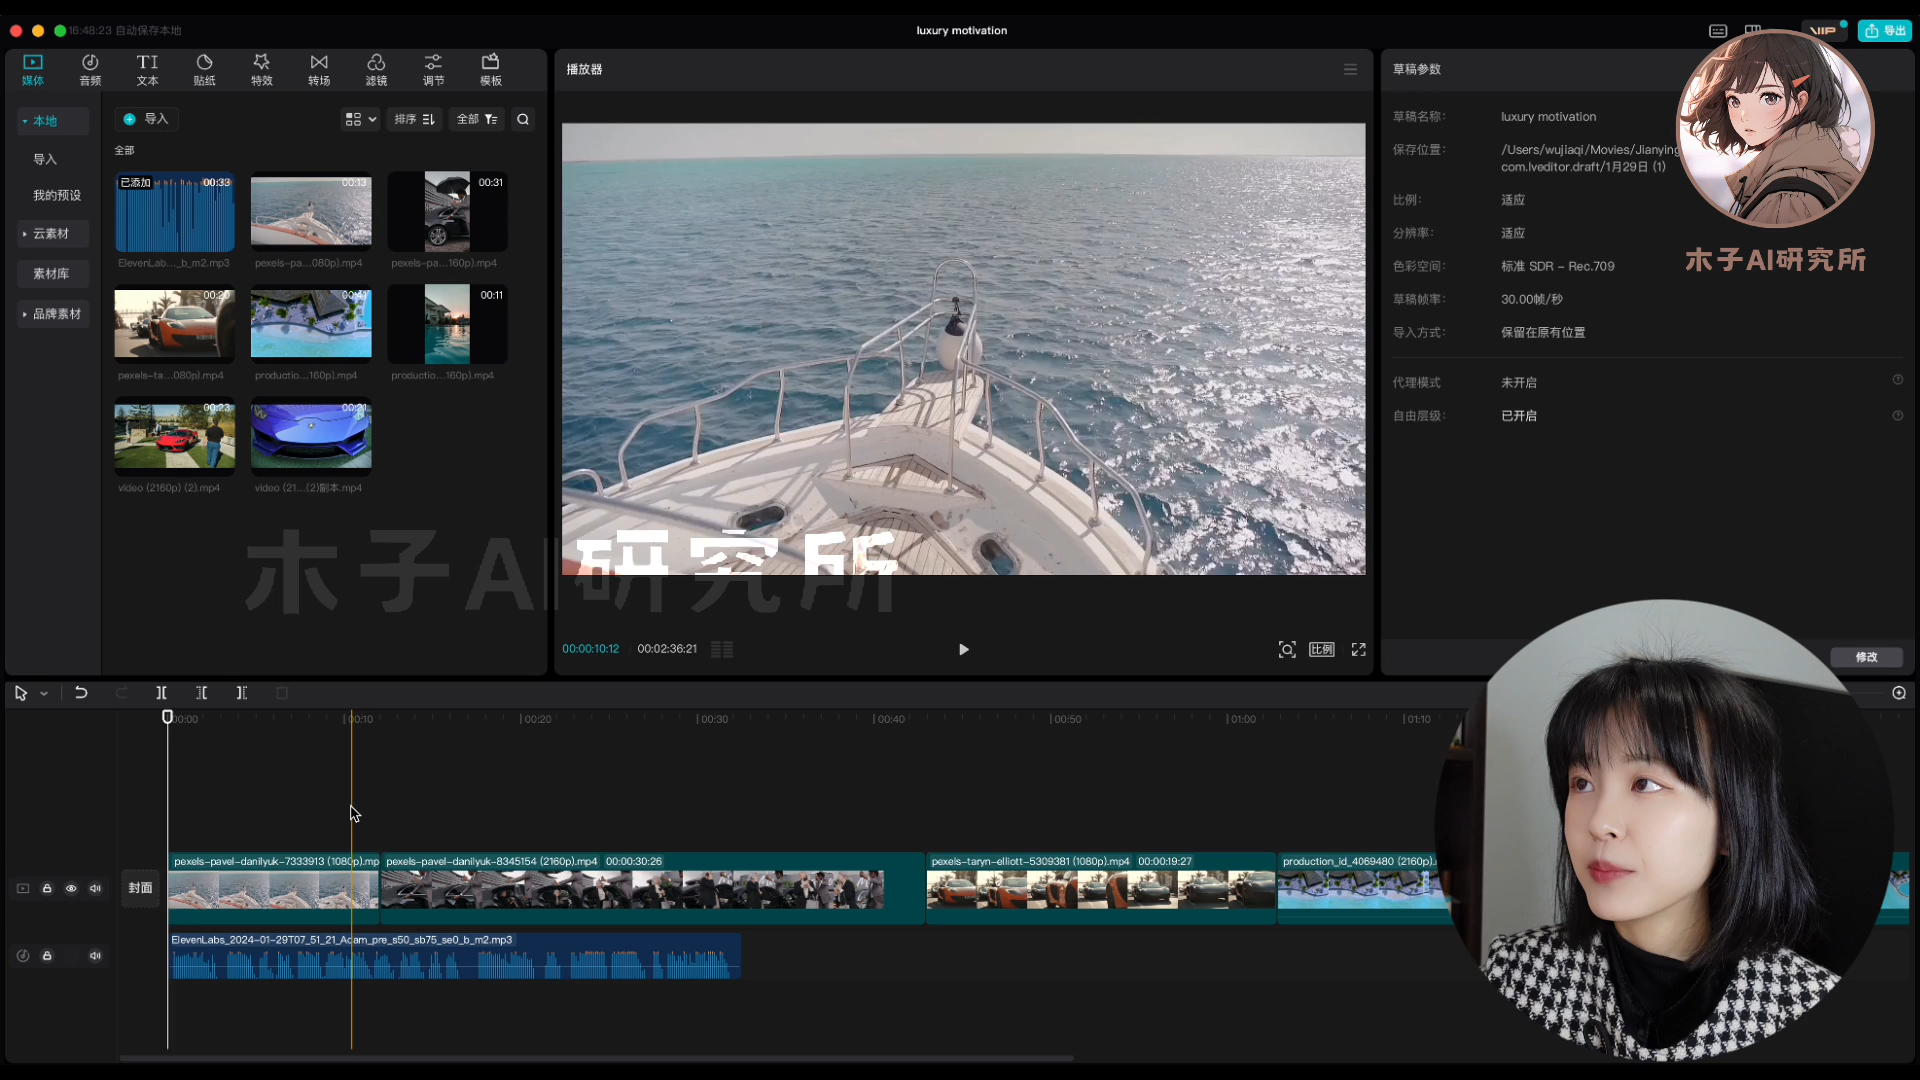 16:48:23 自动保存本地
luxury motivation
VIP
导出
媒体
音频
文本
贴纸
特效
转场
滤镜
调节
模板
播放器
草稿参数
本地
导入
我的预设
云素材
素材库
品牌素材
导入
排序
全部
全部
已添加
00:33
00:13
00:31
ElevenLab..._b_m2.mp3
pexels-pa...080p).mp4
pexels-pa...160p).mp4
00:20
00:41
00:11
pexels-ta...080p).mp4
productio...160p).mp4
productio...160p).mp4
00:23
00:21
video (2160p) (2).mp4
video (21...(2)副本.mp4
木子AI研究所
00:00:10:12
00:02:36:21
比例
草稿名称：
luxury motivation
保存位置：
/Users/wujiaqi/Movies/Jianying
com.lveditor.draft/1月29日 (1)
比例：
适应
分辨率：
适应
色彩空间：
标准 SDR - Rec.709
草稿帧率：
30.00帧/秒
导入方式：
保留在原有位置
代理模式
未开启
自由层级：
已开启
木子AI研究所
修改
00:00
00:10
00:20
00:30
00:40
00:50
01:00
01:10
封面
pexels-pavel-danilyuk-7333913 (1080p).mp
pexels-pavel-danilyuk-8345154 (2160p).mp4 00:00:30:26
pexels-taryn-elliott-5309381 (1080p).mp4 00:00:19:27
production_id_4069480 (2160p).
ElevenLabs_2024-01-29T07_51_21_Adam_pre_s50_sb75_se0_b_m2.mp3